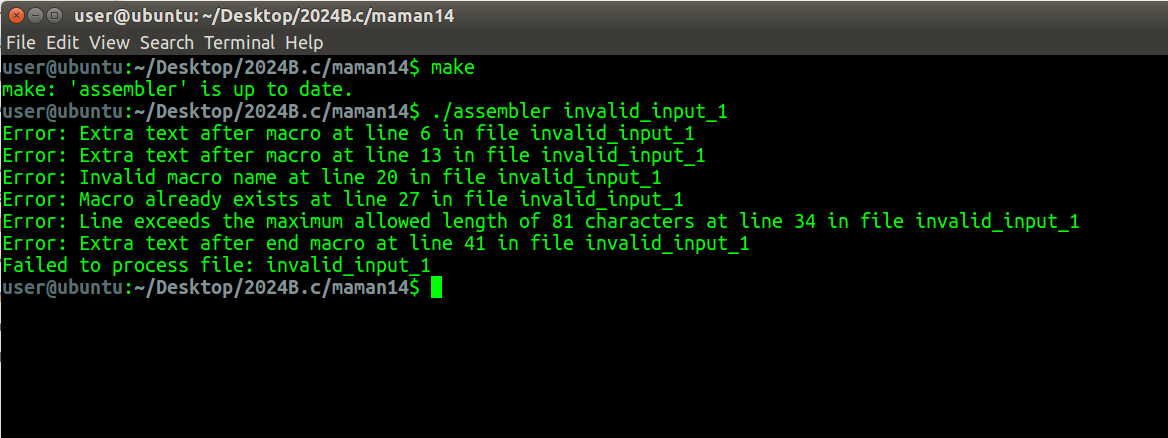 user@ubuntu: ~/Desktop/2024B.c/maman14
File Edit View Search Terminal Help
user@ubuntu:~/Desktop/2024B.c/maman14$ make
make: 'assembler' is up to date.
user@ubuntu:~/Desktop/2024B.c/maman14$ ./assembler invalid_input_1
Error: Extra text after macro at line 6 in file invalid_input_1
Error: Extra text after macro at line 13 in file invalid_input_1
Error: Invalid macro name at line 20 in file invalid_input_1
Error: Macro already exists at line 27 in file invalid_input_1
Error: Line exceeds the maximum allowed length of 81 characters at line 34 in file invalid_input_1
Error: Extra text after end macro at line 41 in file invalid_input_1
Failed to process file: invalid_input_1
user@ubuntu:~/Desktop/2024B.c/maman14$